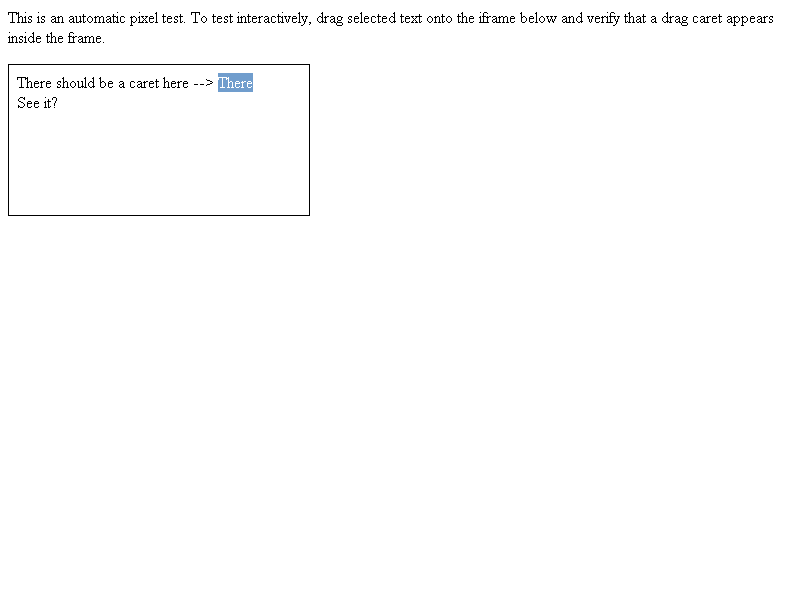 This is an automatic pixel test. To test interactively, drag selected text onto the iframe below and verify that a drag caret appears
inside the frame.
There should be a caret here --> There
See it?